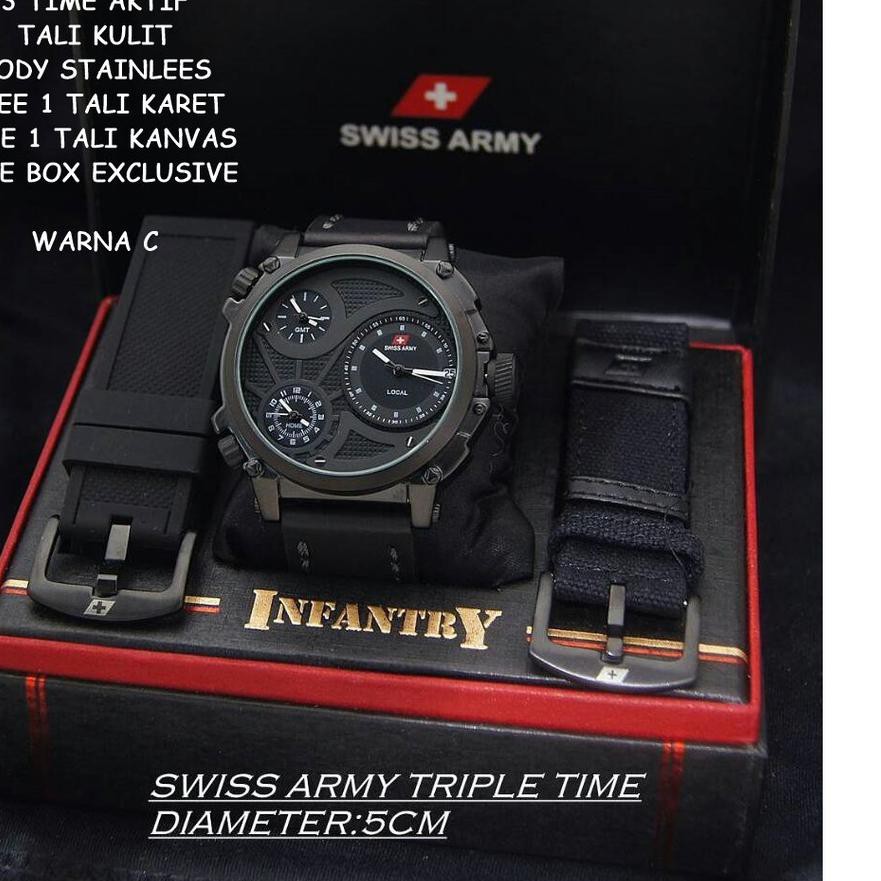 S TIME AKTIF
TALI KULIT
ODY STAINLEES
EE 1 TALI KARET
E 1 TALI KANVAS
E BOX EXCLUSIVE
WARNA C
SWISS ARMY
GMT
SWISS ARMY
LOCAL
HOME
INFANTRY
SWISS ARMY TRIPLE TIME
DIAMETER:5CM